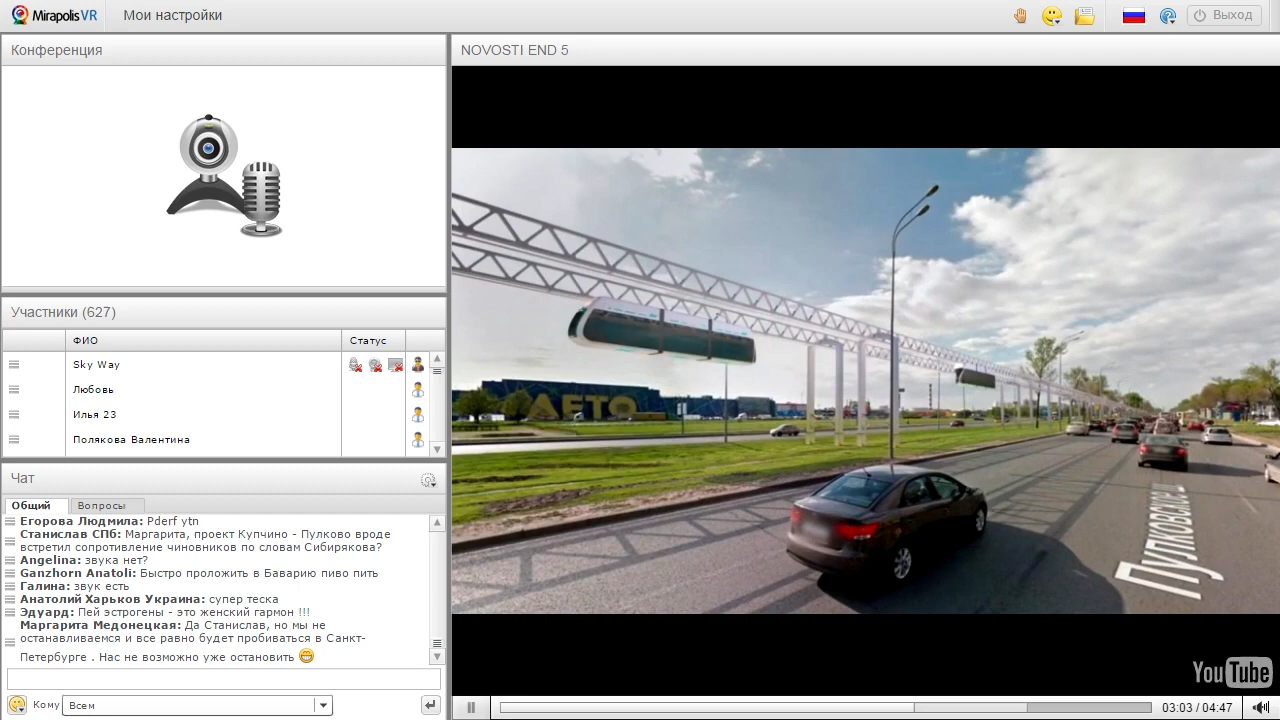 MirapolisVR
Мои настройки
Выход
Конференция
NOVOSTI END 5
Участники (627)
ФИО
Статус
Sky Way
Любовь
Илья 23
Полякова Валентина
Чат
Общий
Вопросы
Егорова Людмила: Pderf ytn
Станислав СПб: Маргарита, проект Купчино - Пулково вроде
встретил сопротивление чиновников по словам Сибирякова?
Angelina: звука нет?
Ganzhorn Anatoli: Быстро проложить в Баварию пиво пить
Галина: звук есть
Анатолий Харьков Украина: супер теска
Эдуард: Пей эстрогены - это женский гармон !!!
Маргарита Медонецкая: Да Станислав, но мы не
останавливаемся и все равно будет пробиваться в Санкт-
Петербурге . Нас не возможно уже остановить
Кому
Всем
ЛЕТО
Пулковское
YouTube
03:03 / 04:47